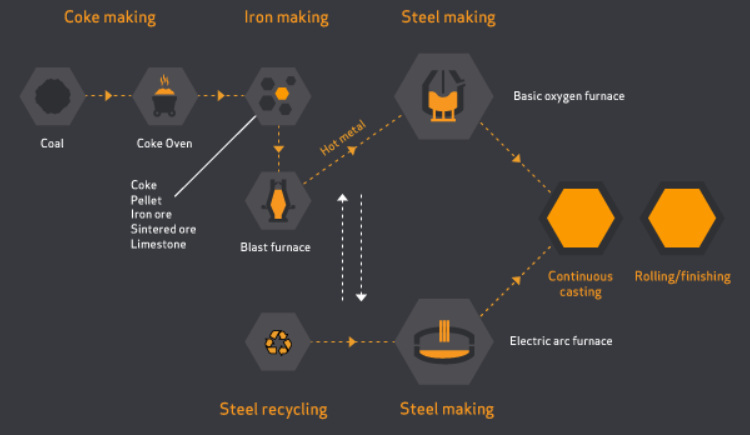 Coke making
Iron making
Steel making
Coal
Coke Oven
Basic oxygen furnace
Hot metal
Coke
Pellet
Iron ore
Sintered ore
Limestone
Blast furnace
Continuous
casting
Rolling/finishing
Electric arc furnace
Steel recycling
Steel making